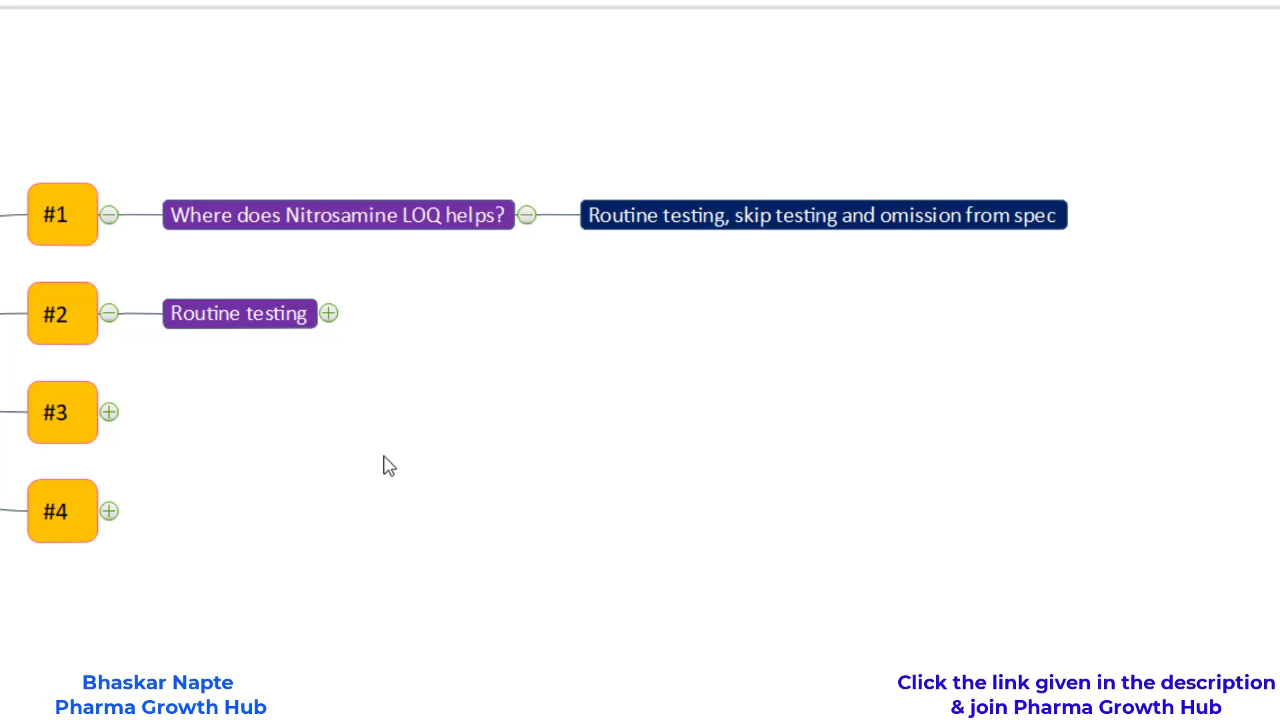 #1
Where does Nitrosamine LOQ helps?
Routine testing, skip testing and omission from spec
#2
Routine testing
#3
#4
Bhaskar Napte
Pharma Growth Hub
Click the link given in the description
& join Pharma Growth Hub